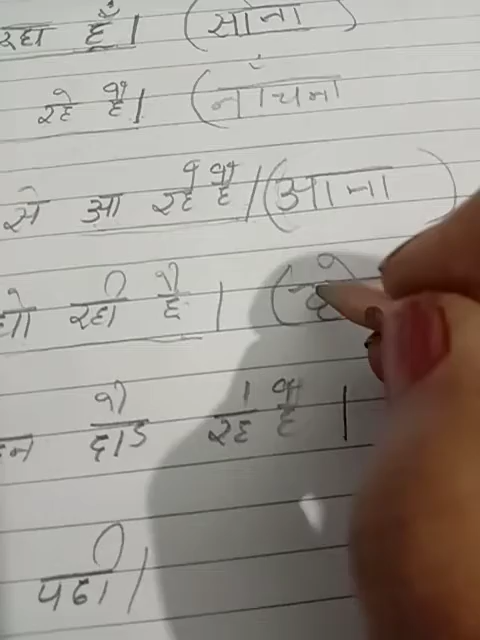 रहा हूँ। (सोना)
रहे हैं। (नाँचना
से आ रहे हैं। (आना)
रही है। (
दौड रहे हैं।
पढी।